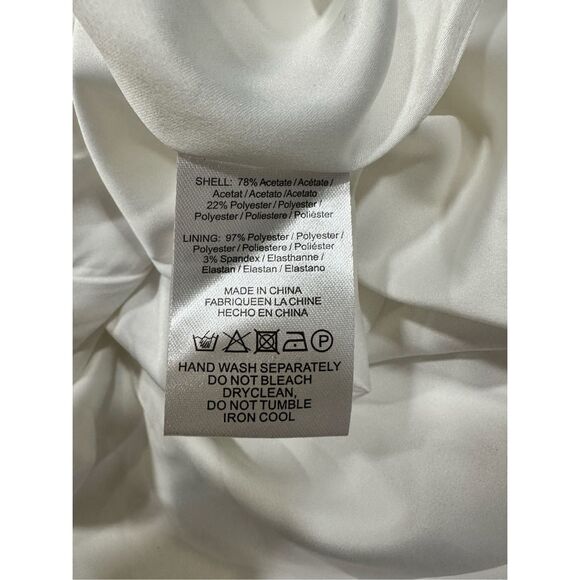 SHELL: 78% Acetate / Acétate /
Acetat / Acetato / Acetato
22% Polyester / Polyester /
Polyester / Poliestere / Poliéster
LINING: 97% Polyester / Polyester /
Polyester / Poliestere / Poliéster
3% Spandex / Elasthanne /
Elastan / Elastan / Elastano
MADE IN CHINA
FABRIQUEEN LA CHINE
HECHO EN CHINA
P
HAND WASH SEPARATELY
DO NOT BLEACH
DRYCLEAN,
DO NOT TUMBLE
IRON COOL